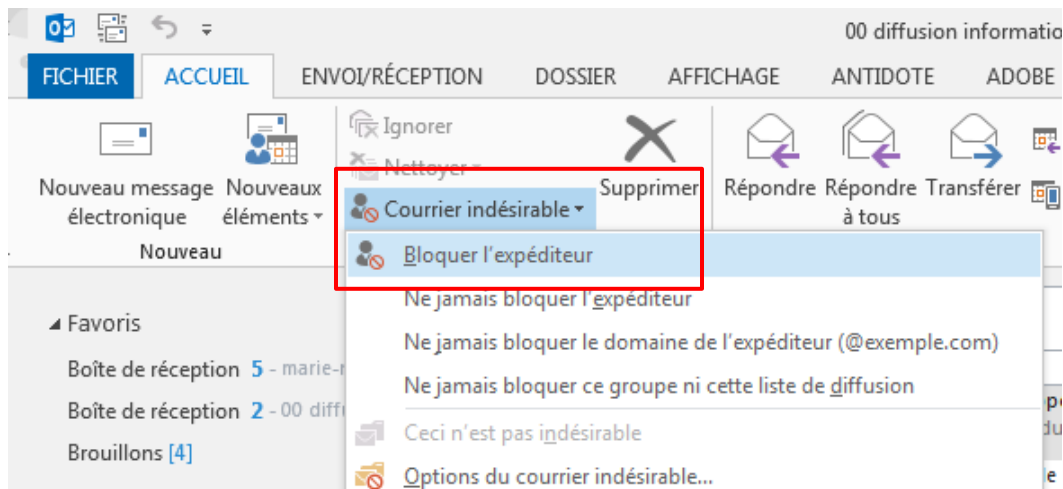 00 diffusion informatio
FICHIER ACCUEIL ENVOI/RÉCEPTION DOSSIER AFFICHAGE ANTIDOTE ADOBE
Ignorer
Nettoyer
Nouveau message électronique
Nouveaux éléments
Courrier indésirable
Supprimer
Répondre
Répondre à tous
Transférer
Nouveau
Bloquer l'expéditeur
Ne jamais bloquer l'expéditeur
Ne jamais bloquer le domaine de l'expéditeur (@exemple.com)
Ne jamais bloquer ce groupe ni cette liste de diffusion
Ceci n'est pas indésirable
Options du courrier indésirable...
Favoris
Boîte de réception 5 - marie-
Boîte de réception 2 - 00 diff
Brouillons [4]